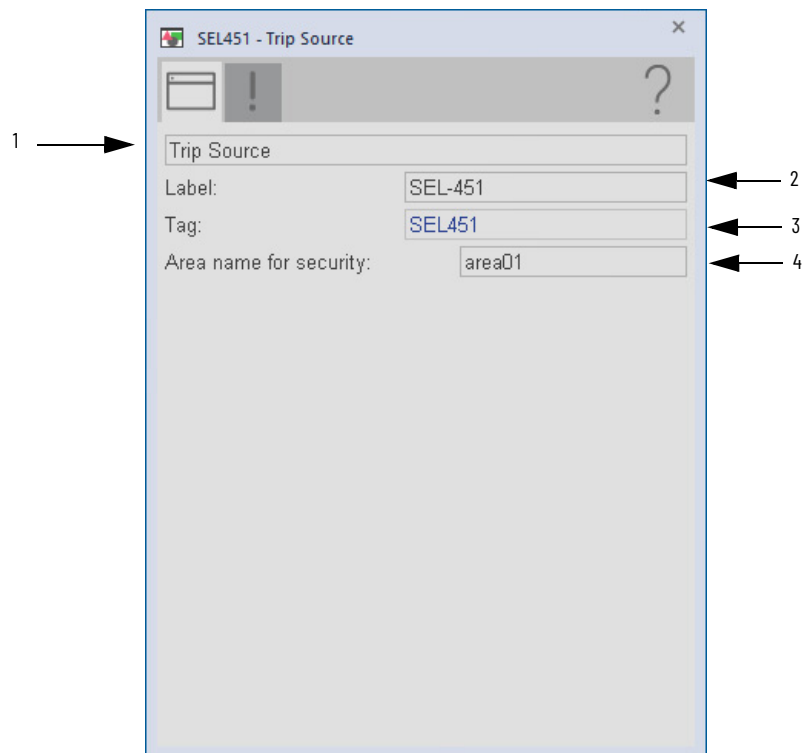 SEL451 - Trip Source
1 Trip Source
Label: SEL-451 2
Tag: SEL451 3
Area name for security: area01 4